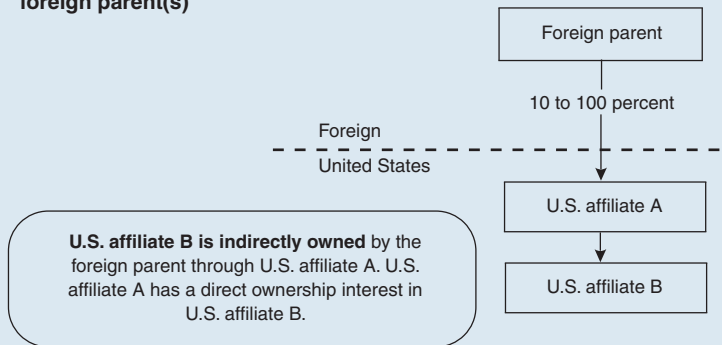 foreign parent(s)
Foreign parent
10 to 100 percent
Foreign
United States
U.S. affiliate A
U.S. affiliate B is indirectly owned by the
foreign parent through U.S. affiliate A. U.S.
affiliate A has a direct ownership interest in
U.S. affiliate B.
U.S. affiliate B